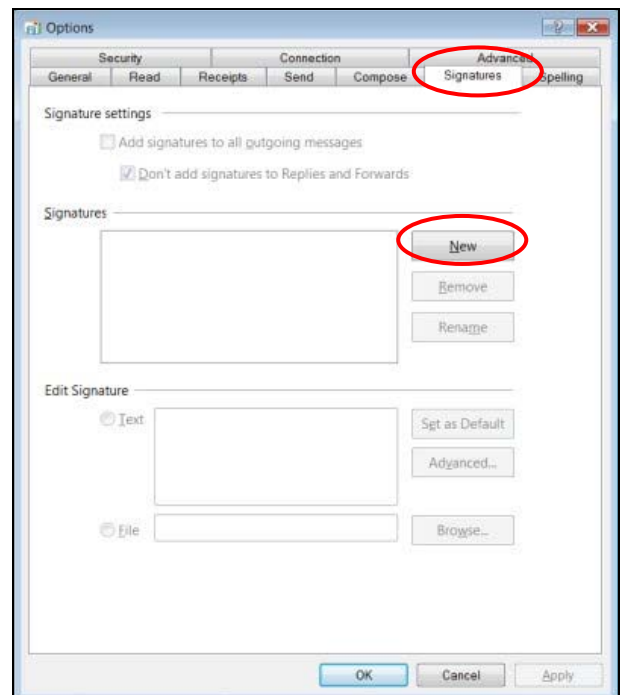 Options
Security Connection Advanced
General Read Receipts Send Compose Signatures Spelling
Signature settings
Add signatures to all outgoing messages
Don't add signatures to Replies and Forwards
Signatures
New
Remove
Rename
Edit Signature
Text
Set as Default
Advanced...
File
Browse...
OK Cancel Apply